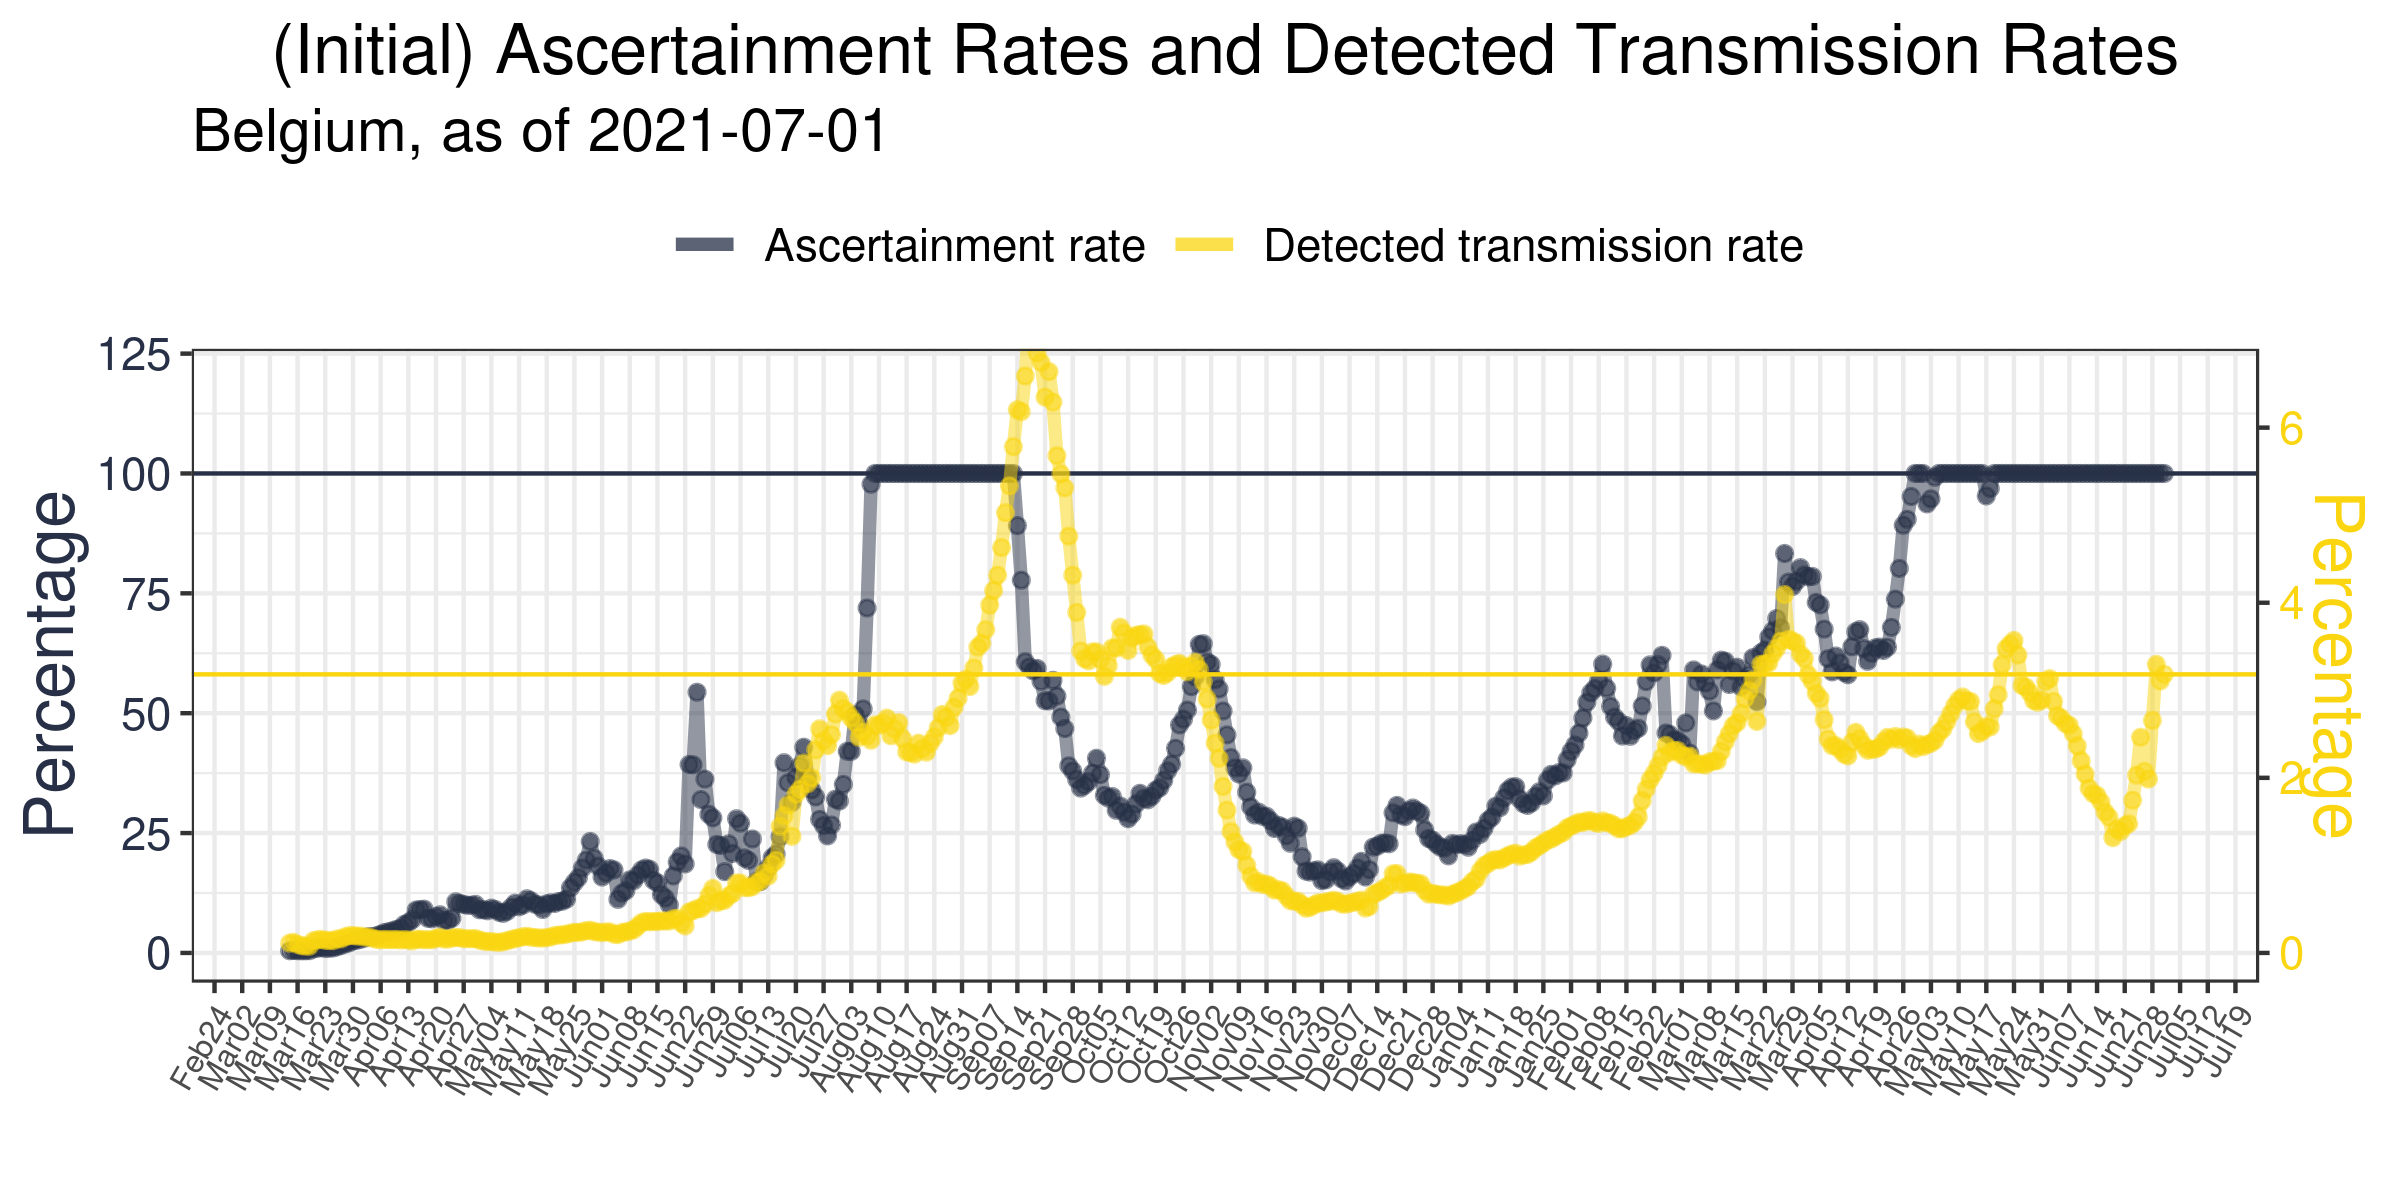 (Initial) Ascertainment Rates and Detected Transmission Rates
Belgium, as of 2021-07-01
Ascertainment rate
Detected transmission rate
Percentage
125
100
75
50
25
0
6
4
2
0
Percentage
Feb24
Mar02
Mar09
Mar16
Mar23
Mar30
Apr06
Apr13
Apr20
Apr27
May04
May11
May18
May25
Jun01
Jun08
Jun15
Jun22
Jun29
Jul06
Jul13
Jul20
Jul27
Aug03
Aug10
Aug17
Aug24
Aug31
Sep07
Sep14
Sep21
Sep28
Oct05
Oct12
Oct19
Oct26
Nov02
Nov09
Nov16
Nov23
Nov30
Dec07
Dec14
Dec21
Dec28
Jan04
Jan11
Jan18
Jan25
Feb01
Feb08
Feb15
Feb22
Mar01
Mar08
Mar15
Mar22
Mar29
Apr05
Apr12
Apr19
Apr26
May03
May10
May17
May24
May31
Jun07
Jun14
Jun21
Jun28
Jul05
Jul12
Jul19